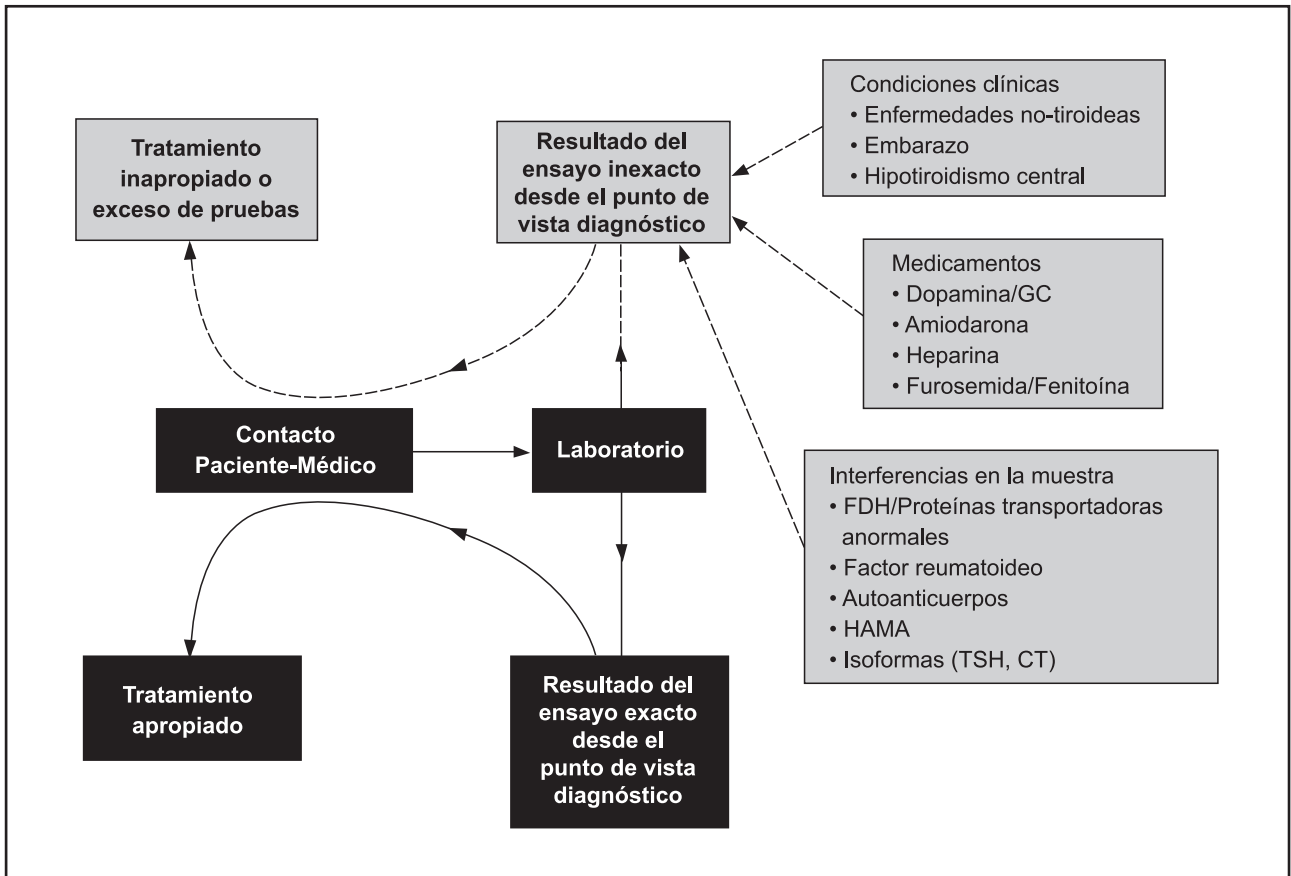 Condiciones clínicas
• Enfermedades no-tiroideas
• Embarazo
• Hipotiroidismo central
Tratamiento
inapropiado o
exceso de pruebas
Resultado del
ensayo inexacto
desde el punto de
vista diagnóstico
Medicamentos
• Dopamina/GC
• Amiodarona
• Heparina
• Furosemida/Fenitoína
Contacto
Paciente-Médico
Laboratorio
Interferencias en la muestra
• FDH/Proteínas transportadoras
anormales
• Factor reumatoideo
• Autoanticuerpos
• HAMA
• Isoformas (TSH, CT)
Tratamiento
apropiado
Resultado del
ensayo exacto
desde el
punto de vista
diagnóstico